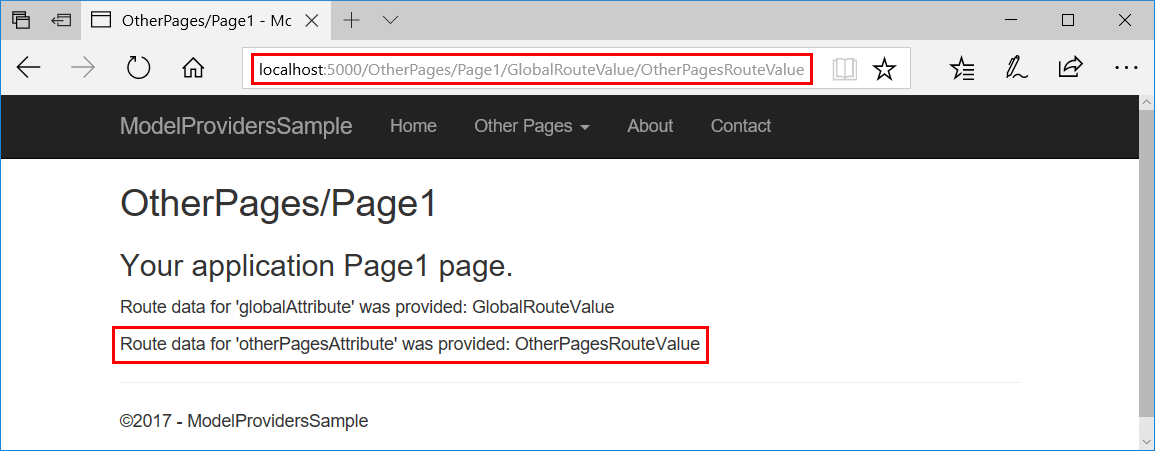 OtherPages/Page1 - Mc
localhost:5000/OtherPages/Page1/GlobalRouteValue/OtherPagesRouteValue
ModelProvidersSample Home Other Pages About Contact
OtherPages/Page1
Your application Page1 page.
Route data for 'globalAttribute' was provided: GlobalRouteValue
Route data for 'otherPagesAttribute' was provided: OtherPagesRouteValue
©2017 - ModelProvidersSample